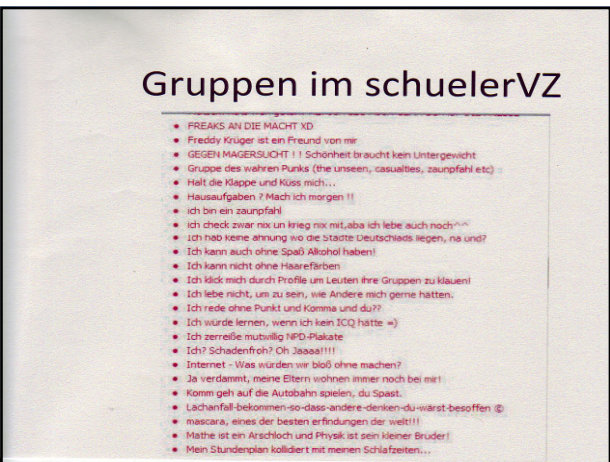 Gruppen im schuelerVZ
FREAKS AN DIE MACHT XD
Freddy Krüger ist ein Freund von mir
GEGEN MAGERSUCHT ! ! Schönheit braucht kein Untergewicht
Gruppe des wahren Punks (the unseen, casualties, zaunpfahl etc)
Halt die Klappe und Küss mich...
Hausaufgaben ? Mach ich morgen !!
ich bin ein zaunpfahl
ich check zwar nix un krieg nix mit,aba ich lebe auch noch^^
Ich hab keine ahnung wo die Städte Deutschlads liegen, na und?
Ich kann auch ohne Spaß Alkohol haben!
Ich kann nicht ohne Haarefärben
Ich klick mich durch Profile um Leuten ihre Gruppen zu klauen!
Ich lebe nicht, um zu sein, wie Andere mich gerne hätten.
Ich rede ohne Punkt und Komma und du??
Ich würde lernen, wenn ich kein ICQ hätte =)
Ich zerreiße mutwillig NPD-Plakate
Ich? Schadenfroh? Oh Jaaaa!!!!
Internet - Was würden wir bloß ohne machen?
Ja verdammt, meine Eltern wohnen immer noch bei mir!
Komm geh auf die Autobahn spielen, du Spast.
Lachanfall-bekommen-so-dass-andere-denken-du-wärst-besoffen ©
mascara, eines der besten erfindungen der welt!!!
Mathe ist ein Arschloch und Physik ist sein kleiner Bruder!
Mein Stundenplan kollidiert mit meinen Schlafzeiten...